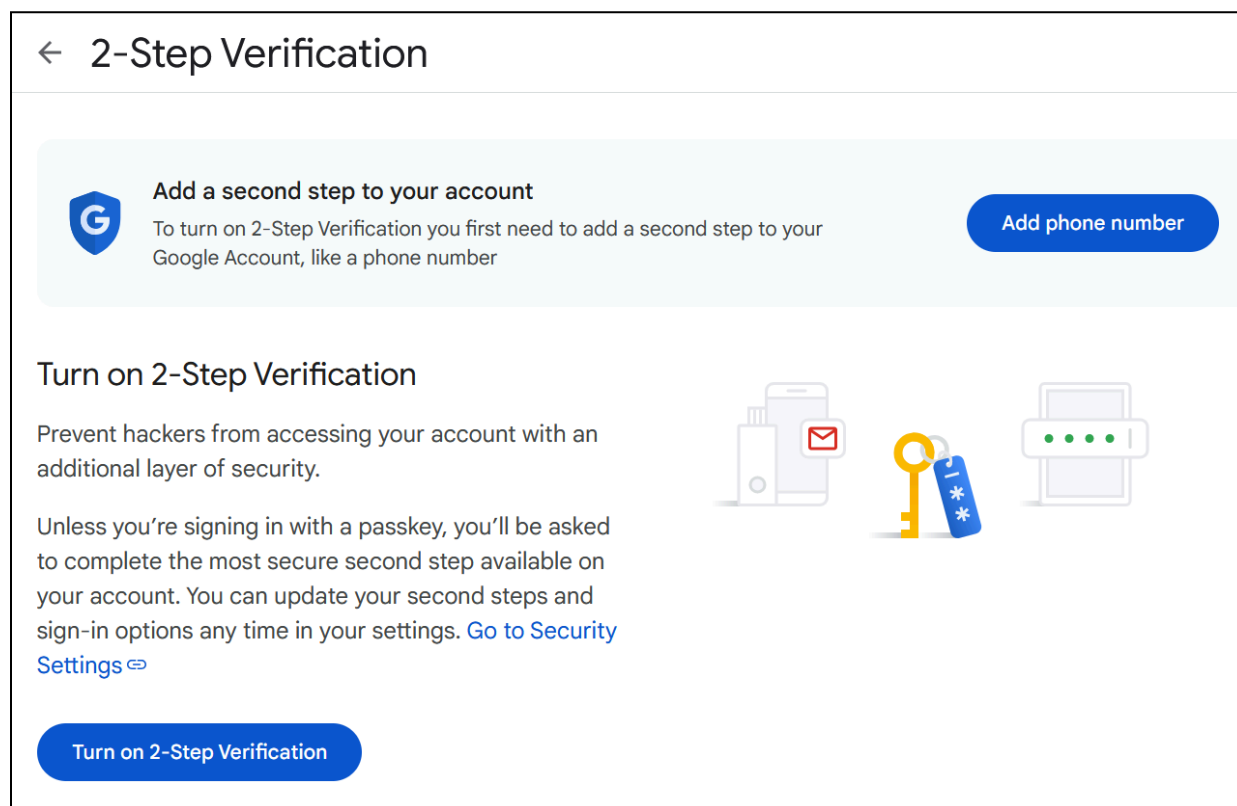 2-Step Verification
Add a second step to your account
To turn on 2-Step Verification you first need to add a second step to your
Google Account, like a phone number
Add phone number
G
Turn on 2-Step Verification
Prevent hackers from accessing your account with an
additional layer of security.
Unless you’re signing in with a passkey, you’ll be asked
to complete the most secure second step available on
your account. You can update your second steps and
sign-in options any time in your settings. Go to Security
Settings
Turn on 2-Step Verification